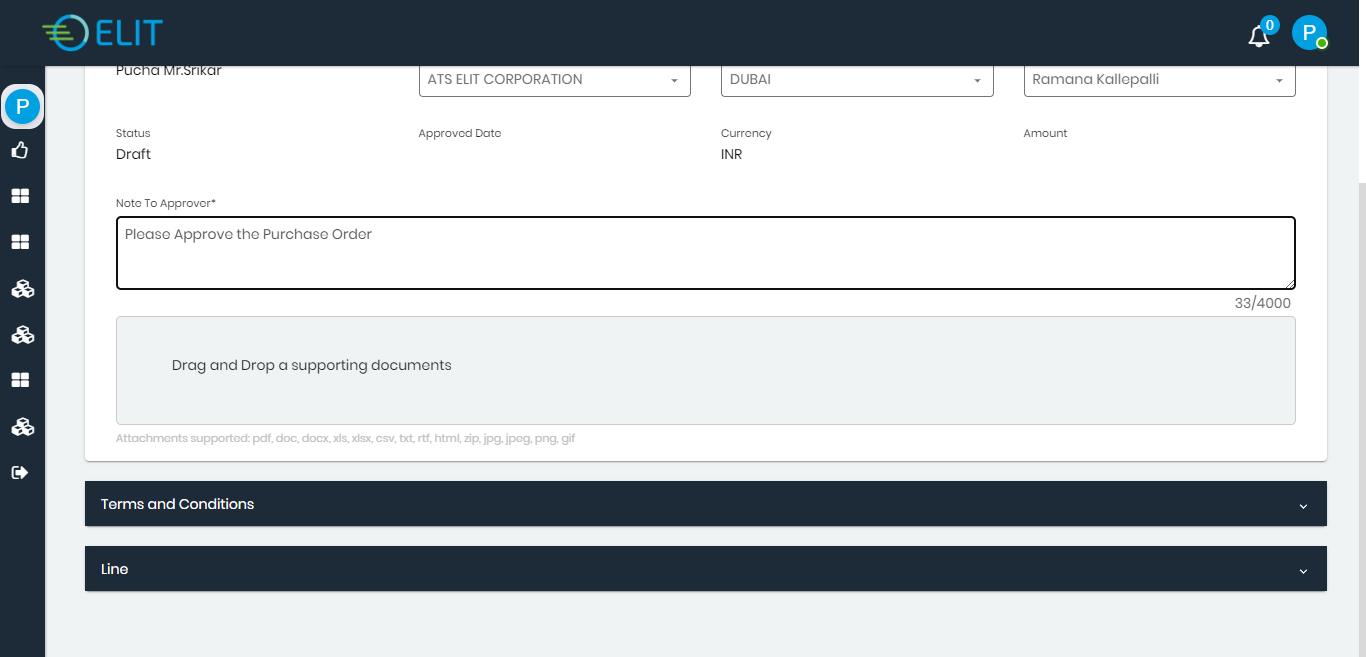 ELIT
0
P
P
Pucha Mr.Srikar
ATS ELIT CORPORATION
DUBAI
Ramana Kallepalli
Status
Approved Date
Currency
Amount
Draft
INR
Note To Approver*
Please Approve the Purchase Order
33/4000
Drag and Drop a supporting documents
Attachments supported: pdf, doc, docx, xls, xlsx, csv, txt, rtf, html, zip, jpg, jpeg, png, gif
Terms and Conditions
Line